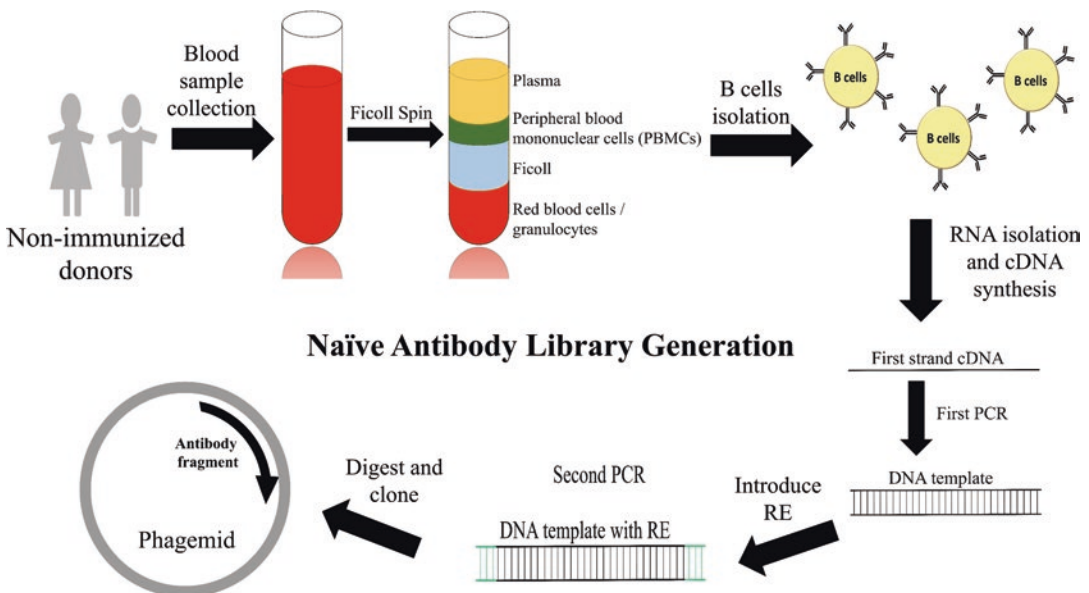 Blood
sample
collection
Non-immunized
donors
Ficoll Spin
Plasma
Peripheral blood
mononuclear cells (PBMCs)
Ficoll
Red blood cells /
granulocytes
B cells
isolation
B cells
B cells
B cells
RNA isolation
and cDNA
synthesis
Naïve Antibody Library Generation
First strand cDNA
First PCR
DNA template
Introduce
RE
Second PCR
DNA template with RE
Digest and
clone
Antibody
fragment
Phagemid